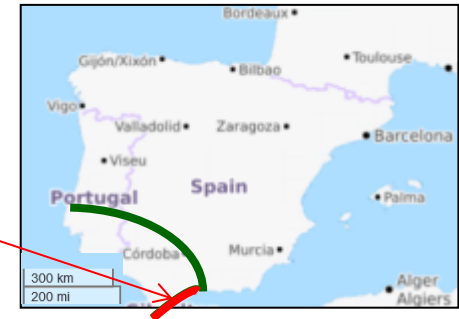 Bordeaux
Gijón/Xixón
Bilbao
Toulouse
Vigo
Valladolid
Zaragoza
Barcelona
Viseu
Portugal
Spain
Palma
Córdoba
Murcia
300 km
200 mi
Alger
Algiers